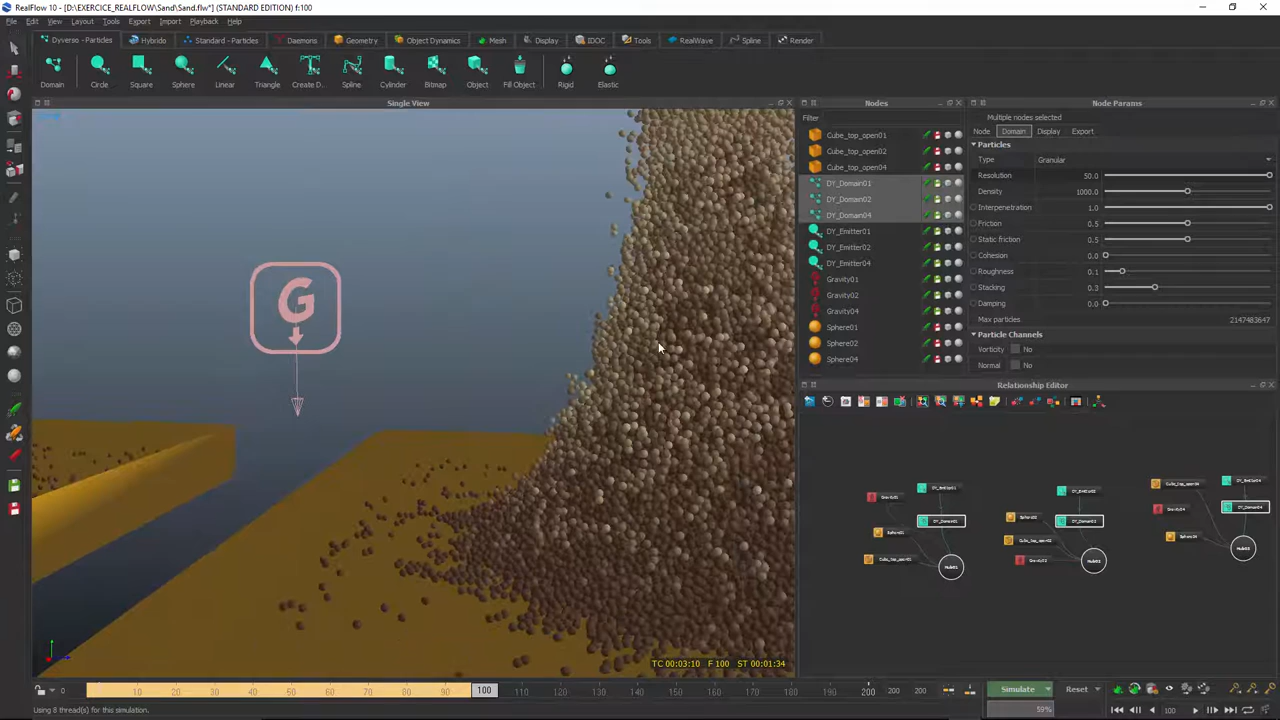 RealFlow 10 - [D:\EXERCICE_REALFLOW\Sand\Sand.flw*] (STANDARD EDITION) f:100
File Edit View Layout Tools Export Import Playback Help
Dyverso - Particles Hybrido Standard - Particles Daemons Geometry Object Dynamics Mesh Display IDOC Tools RealWave Spline Render
Domain Circle Square Sphere Linear Triangle Create D... Spline Cylinder Bitmap Object Fill Object Rigid Elastic
Single View
Nodes
Node Params
Filter
Multiple nodes selected
Node Domain Display Export
Cube_top_open01
Cube_top_open02
Cube_top_open04
DY_Domain01
DY_Domain02
DY_Domain04
DY_Emitter01
DY_Emitter02
DY_Emitter04
Gravity01
Gravity02
Gravity04
Sphere01
Sphere02
Sphere04
Particles
Type Granular
Resolution 50.0
Density 1000.0
Interpenetration 1.0
Friction 0.5
Static friction 0.5
Cohesion 0.0
Roughness 0.1
Stacking 0.3
Damping 0.0
Max particles 2147483647
Particle Channels
Vorticity No
Normal No
G
Relationship Editor
TC 00:03:10 F 100 ST 00:01:34
0 10 20 30 40 50 60 70 80 90 100 110 120 130 140 150 160 170 180 190 200 200 200
Simulate Reset
Using 8 thread(s) for this simulation.
59%
100